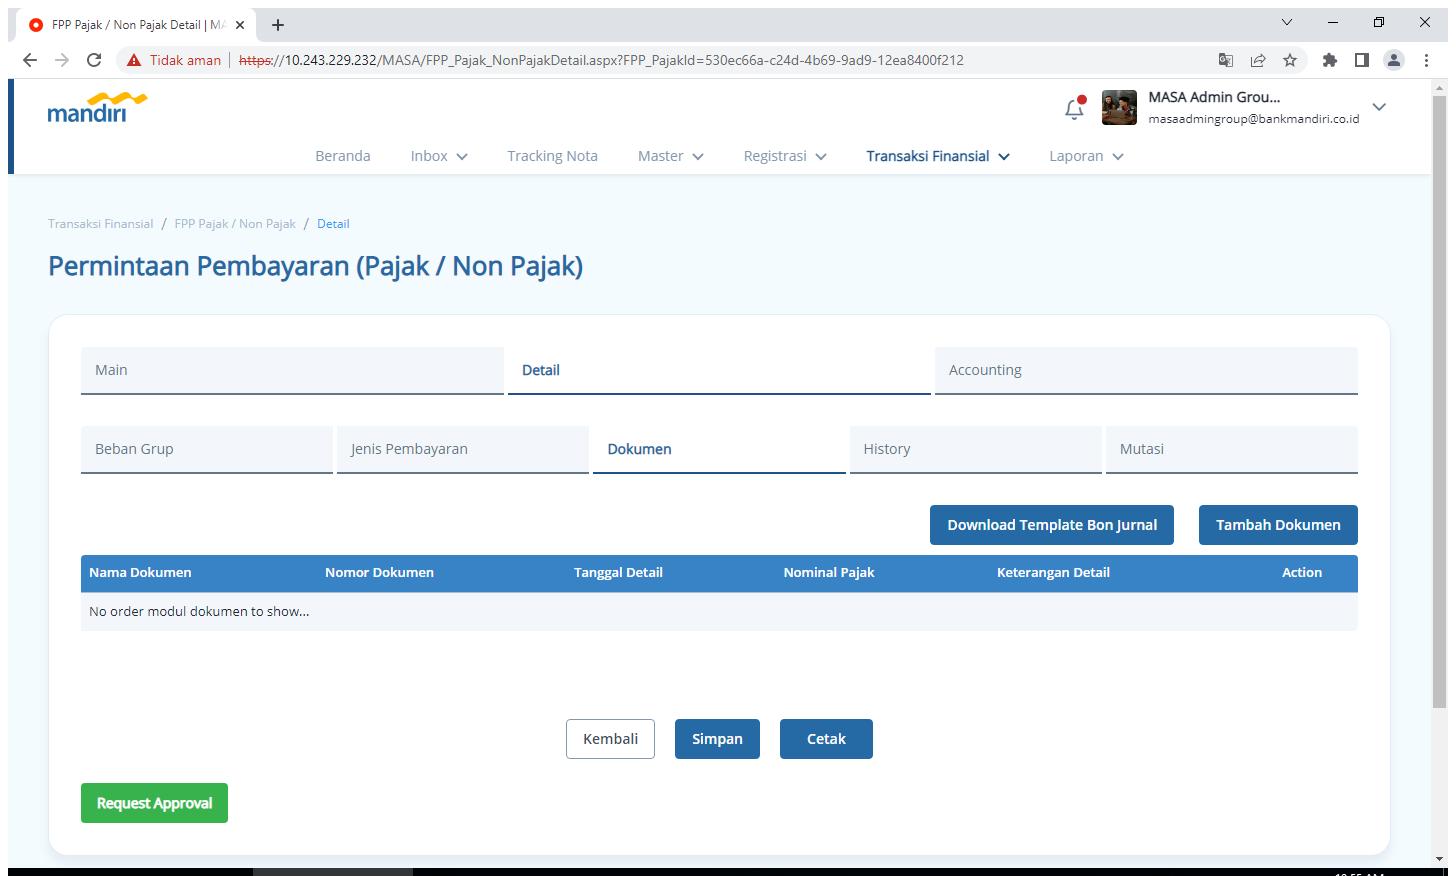 FPP Pajak / Non Pajak Detail | MA
Tidak aman | https://10.243.229.232/MASA/FPP_Pajak_NonPajakDetail.aspx?FPP_PajakId=530ec66a-c24d-4b69-9ad9-12ea8400f212
mandiri
MASA Admin Grou...
masaadmingroup@bankmandiri.co.id
Beranda Inbox Tracking Nota Master Registrasi Transaksi Finansial Laporan
Transaksi Finansial / FPP Pajak / Non Pajak / Detail
Permintaan Pembayaran (Pajak / Non Pajak)
Main Detail Accounting
Beban Grup Jenis Pembayaran Dokumen History Mutasi
Download Template Bon Jurnal Tambah Dokumen
Nama Dokumen Nomor Dokumen Tanggal Detail Nominal Pajak Keterangan Detail Action
No order modul dokumen to show...
Kembali Simpan Cetak
Request Approval